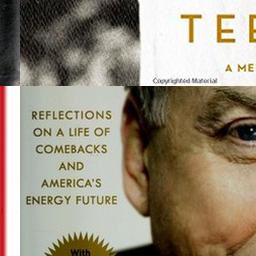 TEE
A ME
Copyrighted Material
REFLECTIONS
ON A LIFE OF
COMEBACKS
AND
AMERICA'S
ENERGY FUTURE
With